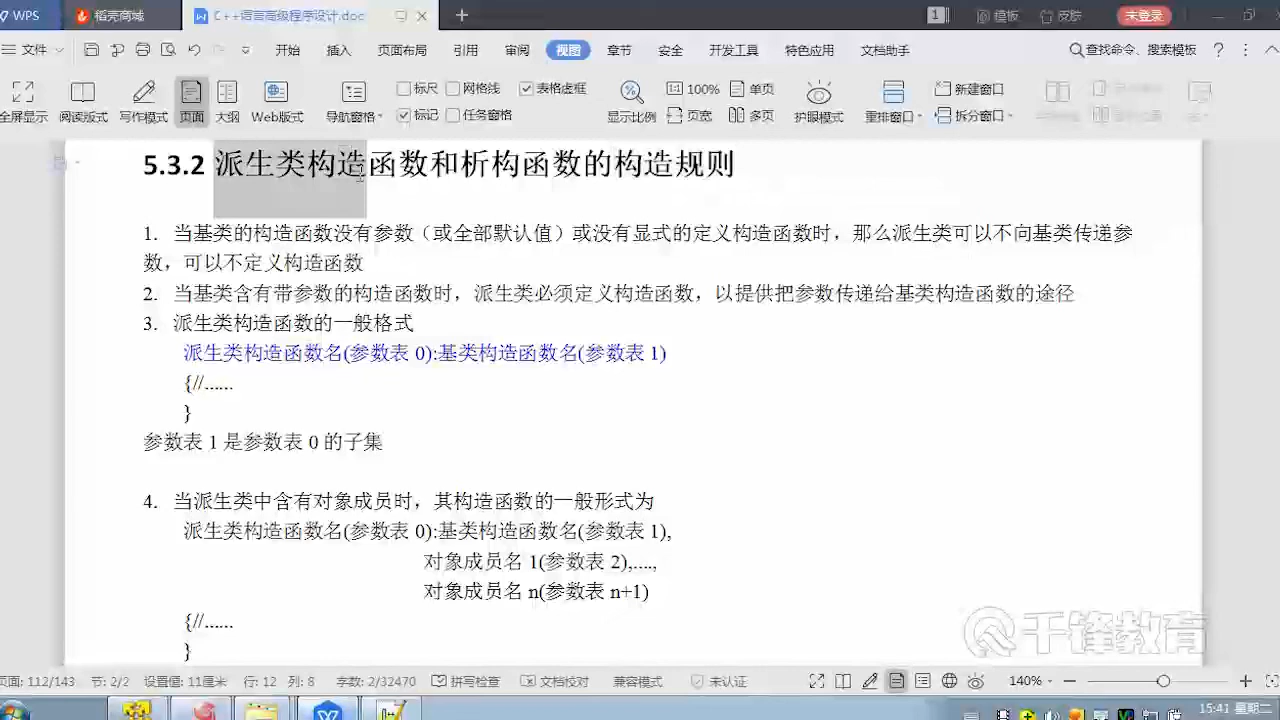 WPS 稻壳商城 C++语言高级程序设计.doc + 1 模板 皮肤 未登录
文件 开始 插入 页面布局 引用 审阅 视图 章节 安全 开发工具 特色应用 文档助手 查找命令、搜索模板 ?
标尺 网格线 表格虚框 100% 单页 新建窗口
全屏显示 阅读版式 写作模式 页面 大纲 Web版式 导航窗格 标记 任务窗格 显示比例 页宽 多页 护眼模式 重排窗口 拆分窗口
5.3.2 派生类构造函数和析构函数的构造规则
1. 当基类的构造函数没有参数（或全部默认值）或没有显式的定义构造函数时，那么派生类可以不向基类传递参
数，可以不定义构造函数
2. 当基类含有带参数的构造函数时，派生类必须定义构造函数，以提供把参数传递给基类构造函数的途径
3. 派生类构造函数的一般格式
派生类构造函数名(参数表 0):基类构造函数名(参数表 1)
{//......
}
参数表 1 是参数表 0 的子集
4. 当派生类中含有对象成员时，其构造函数的一般形式为
派生类构造函数名(参数表 0):基类构造函数名(参数表 1),
对象成员名 1(参数表 2),....,
对象成员名 n(参数表 n+1)
{//......
}
千锋教育
页面: 112/143 节: 2/2 设置值: 11厘米 行: 12 列: 8 字数: 2/32470 拼写检查 文档校对 兼容模式 未认证 140%
15:41 星期二